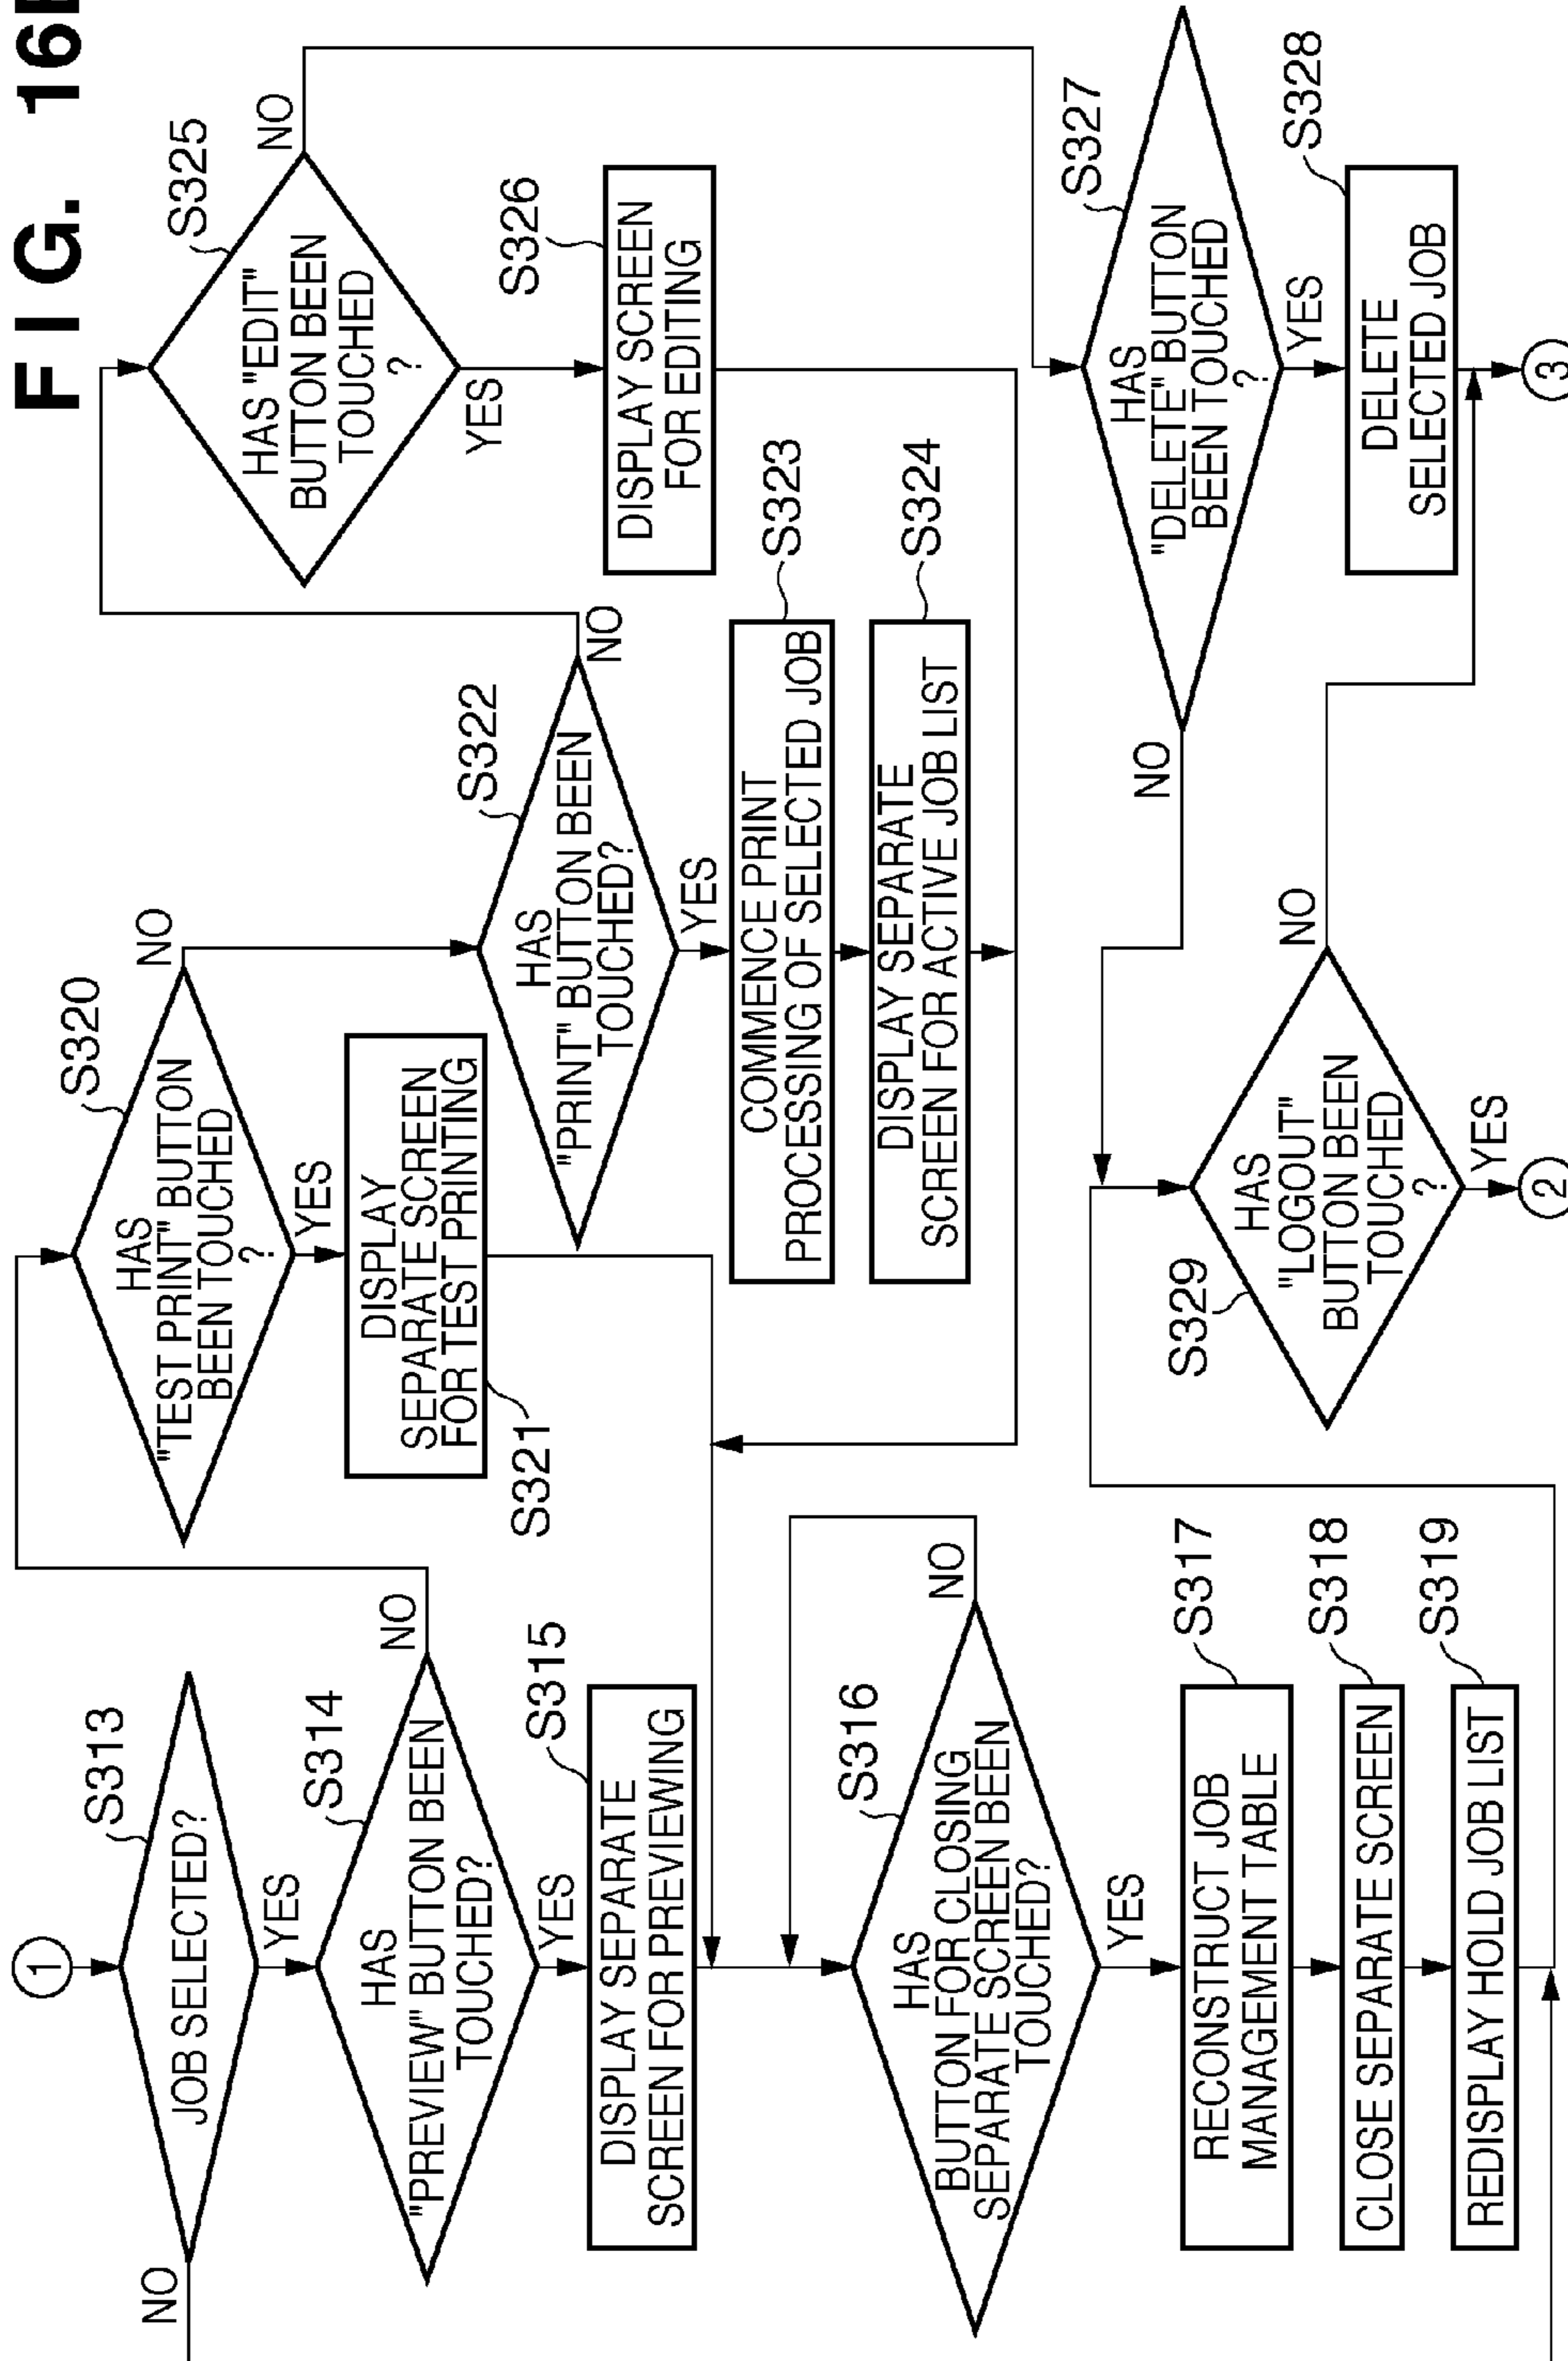 FIG. 16
1
S313
JOB SELECTED?
NO
YES
S314
HAS
"PREVIEW" BUTTON BEEN
TOUCHED?
NO
YES
S315
DISPLAY SEPARATE
SCREEN FOR PREVIEWING
S316
HAS
BUTTON FOR CLOSING
SEPARATE SCREEN BEEN
TOUCHED?
NO
YES
S317
RECONSTRUCT JOB
MANAGEMENT TABLE
S318
CLOSE SEPARATE SCREEN
S319
REDISPLAY HOLD JOB LIST
S320
HAS
"TEST PRINT" BUTTON
BEEN TOUCHED
?
NO
YES
DISPLAY
SEPARATE SCREEN
FOR TEST PRINTING
S321
S322
HAS
"PRINT" BUTTON BEEN
TOUCHED?
NO
YES
S323
COMMENCE PRINT
PROCESSING OF SELECTED JOB
S324
DISPLAY SEPARATE
SCREEN FOR ACTIVE JOB LIST
S325
HAS "EDIT"
BUTTON BEEN
TOUCHED
?
NO
YES
S326
DISPLAY SCREEN
FOR EDITING
S327
HAS
"DELETE" BUTTON
BEEN TOUCHED
?
NO
YES
S328
DELETE
SELECTED JOB
3
S329
HAS
"LOGOUT"
BUTTON BEEN
TOUCHED
?
NO
YES
2